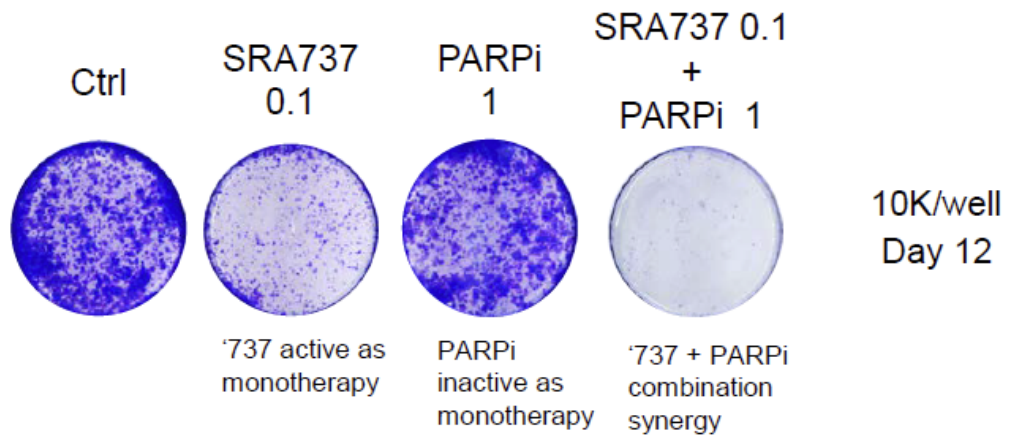 Ctrl
SRA737
0.1
PARPi
1
SRA737 0.1
+
PARPi 1
10K/well
Day 12
‘737 active as
monotherapy
PARPi
inactive as
monotherapy
‘737 + PARPi
combination
synergy